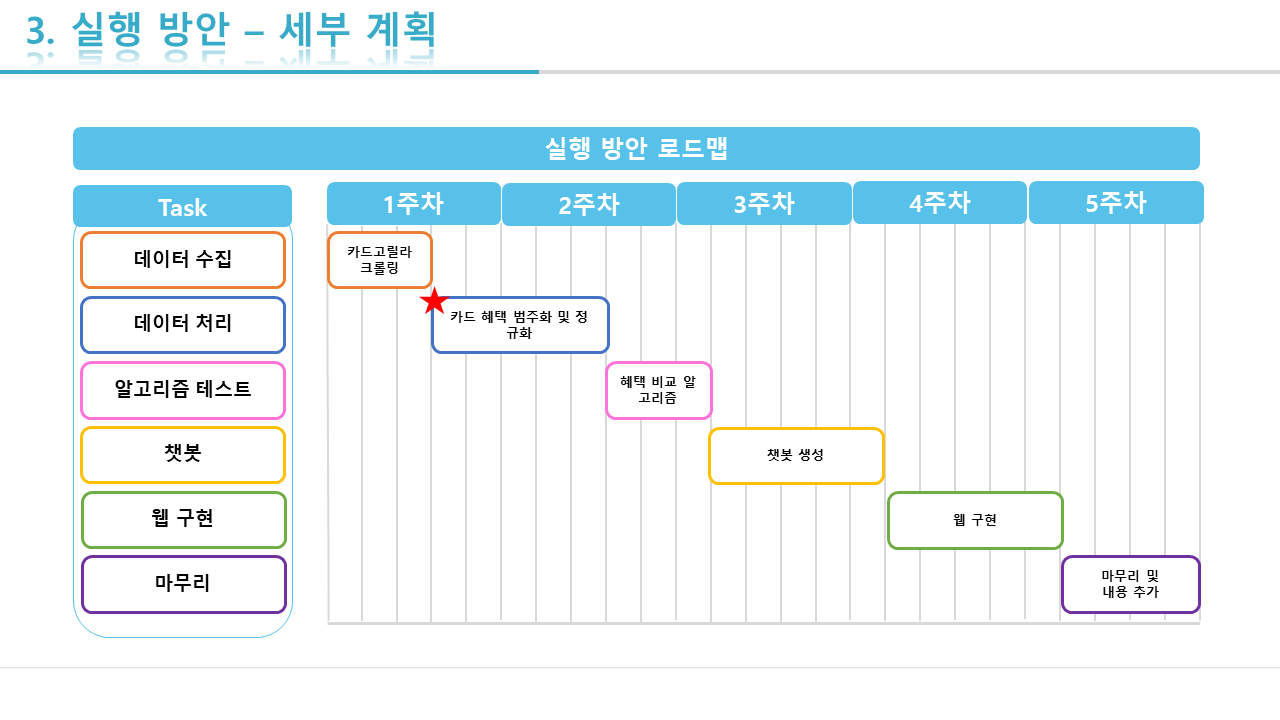 3. 실행 방안 – 세부 계획
실행 방안 로드맵
Task
1주차
2주차
3주차
4주차
5주차
데이터 수집
카드고릴라
크롤링
데이터 처리
카드 혜택 범주화 및 정
규화
알고리즘 테스트
혜택 비교 알
고리즘
챗봇
챗봇 생성
웹 구현
웹 구현
마무리
마무리 및
내용 추가